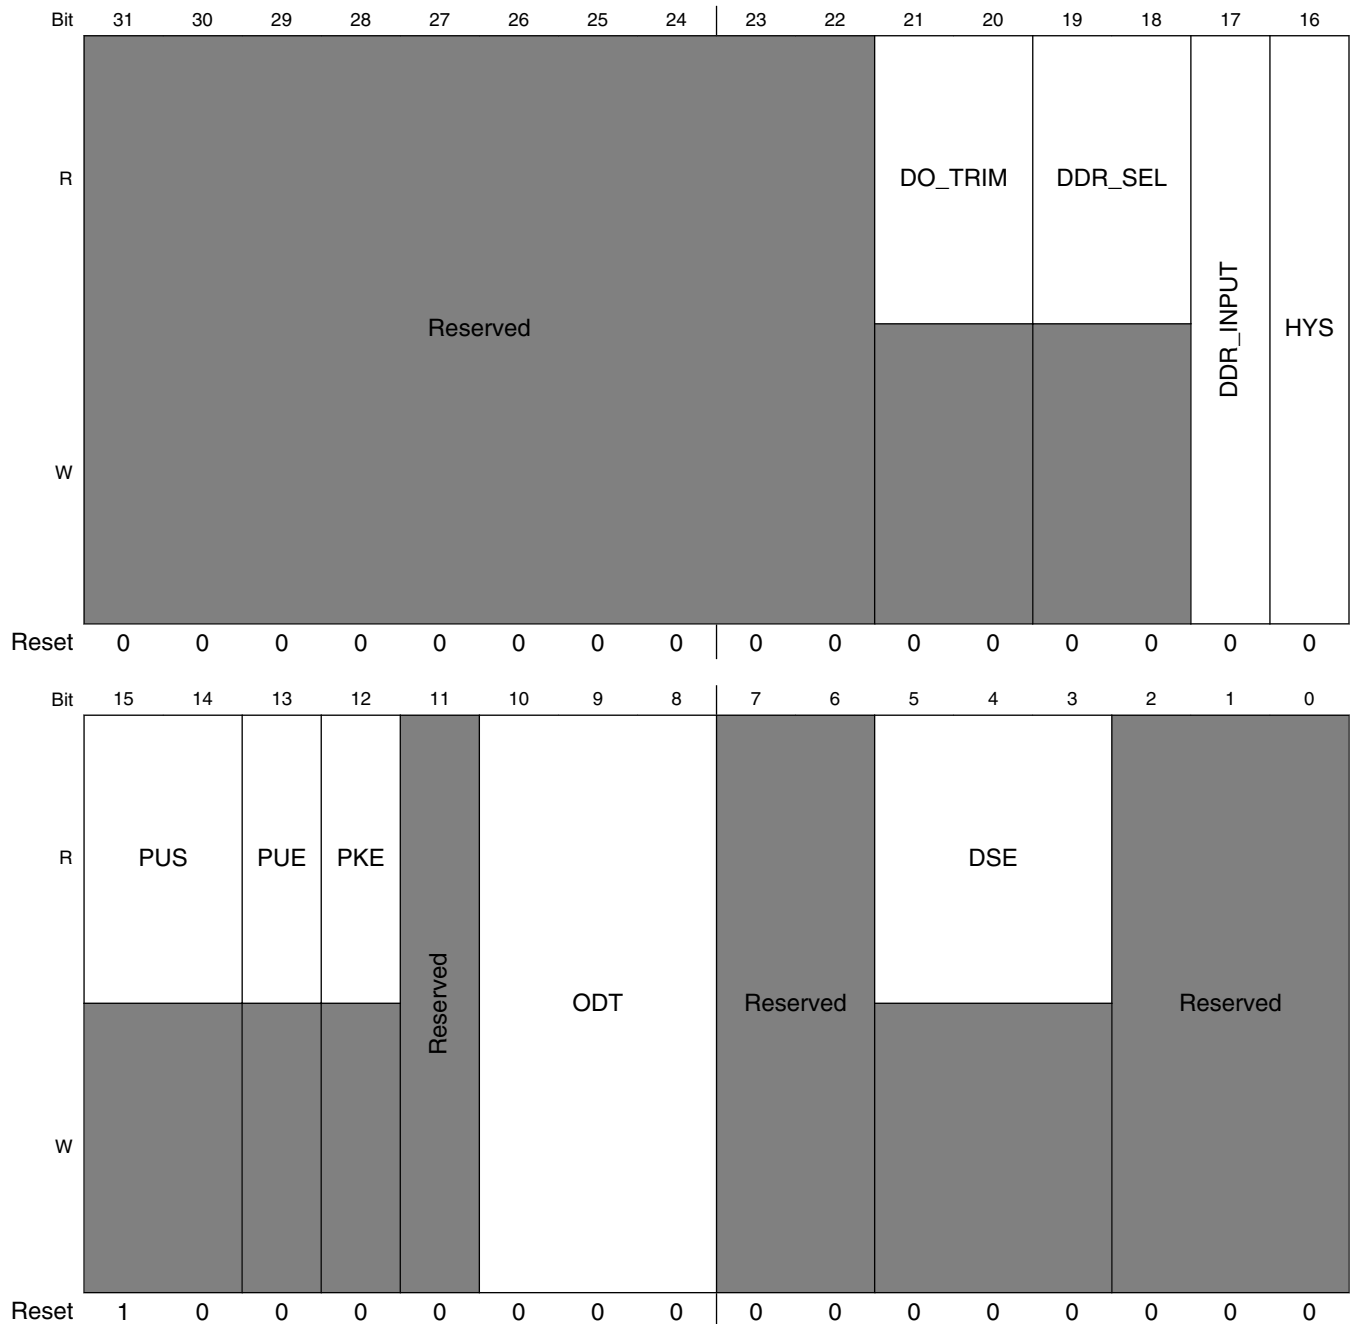 Bit 31 30 29 28 27 26 25 24 23 22 21 20 19 18 17 16
R DO_TRIM DDR_SEL
Reserved DDR_INPUT HYS
W
Reset 0 0 0 0 0 0 0 0 0 0 0 0 0 0 0 0
Bit 15 14 13 12 11 10 9 8 7 6 5 4 3 2 1 0
R PUS PUE PKE DSE
Reserved ODT Reserved Reserved
W
Reset 1 0 0 0 0 0 0 0 0 0 0 0 0 0 0 0